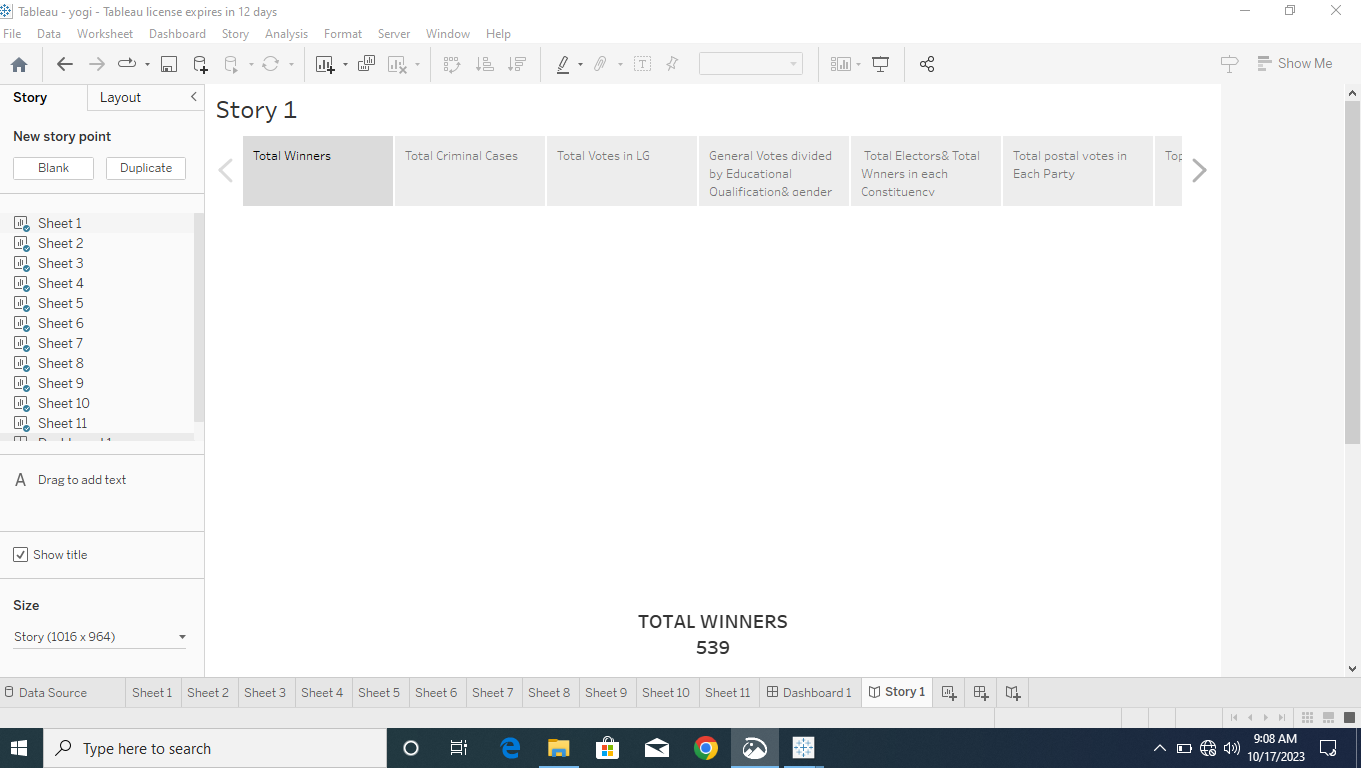 Tableau - yogi - Tableau license expires in 12 days
File Data Worksheet Dashboard Story Analysis Format Server Window Help
Show Me
Story Layout
New story point
Blank Duplicate
Sheet 1
Sheet 2
Sheet 3
Sheet 4
Sheet 5
Sheet 6
Sheet 7
Sheet 8
Sheet 9
Sheet 10
Sheet 11
A Drag to add text
Show title
Size
Story (1016 x 964)
Story 1
Total Winners
Total Criminal Cases
Total Votes in LG
General Votes divided
by Educational
Qualification& gender
Total Electors& Total
Wnners in each
Constituency
Total postal votes in
Each Party
TOTAL WINNERS
539
Data Source Sheet 1 Sheet 2 Sheet 3 Sheet 4 Sheet 5 Sheet 6 Sheet 7 Sheet 8 Sheet 9 Sheet 10 Sheet 11 Dashboard 1 Story 1
Type here to search
9:08 AM
10/17/2023